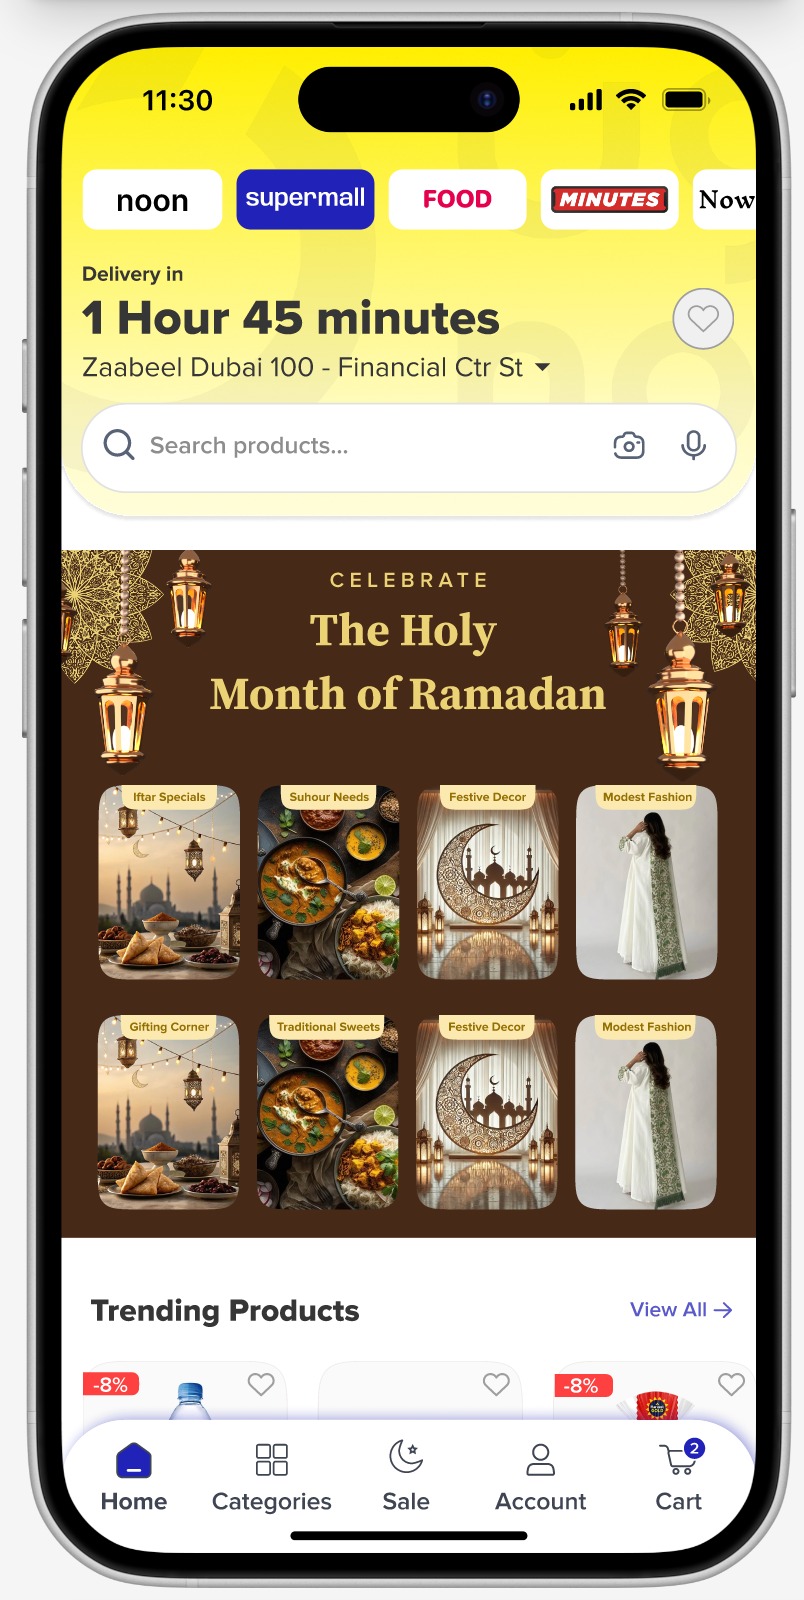 11:30
noon
supermall
FOOD
MINUTES
Now
Delivery in
1 Hour 45 minutes
Zaabeel Dubai 100 - Financial Ctr St
Search products...
CELEBRATE
The Holy
Month of Ramadan
Iftar Specials
Suhour Needs
Festive Decor
Modest Fashion
Gifting Corner
Traditional Sweets
Festive Decor
Modest Fashion
Trending Products
View All
-8%
-8%
2
Home
Categories
Sale
Account
Cart